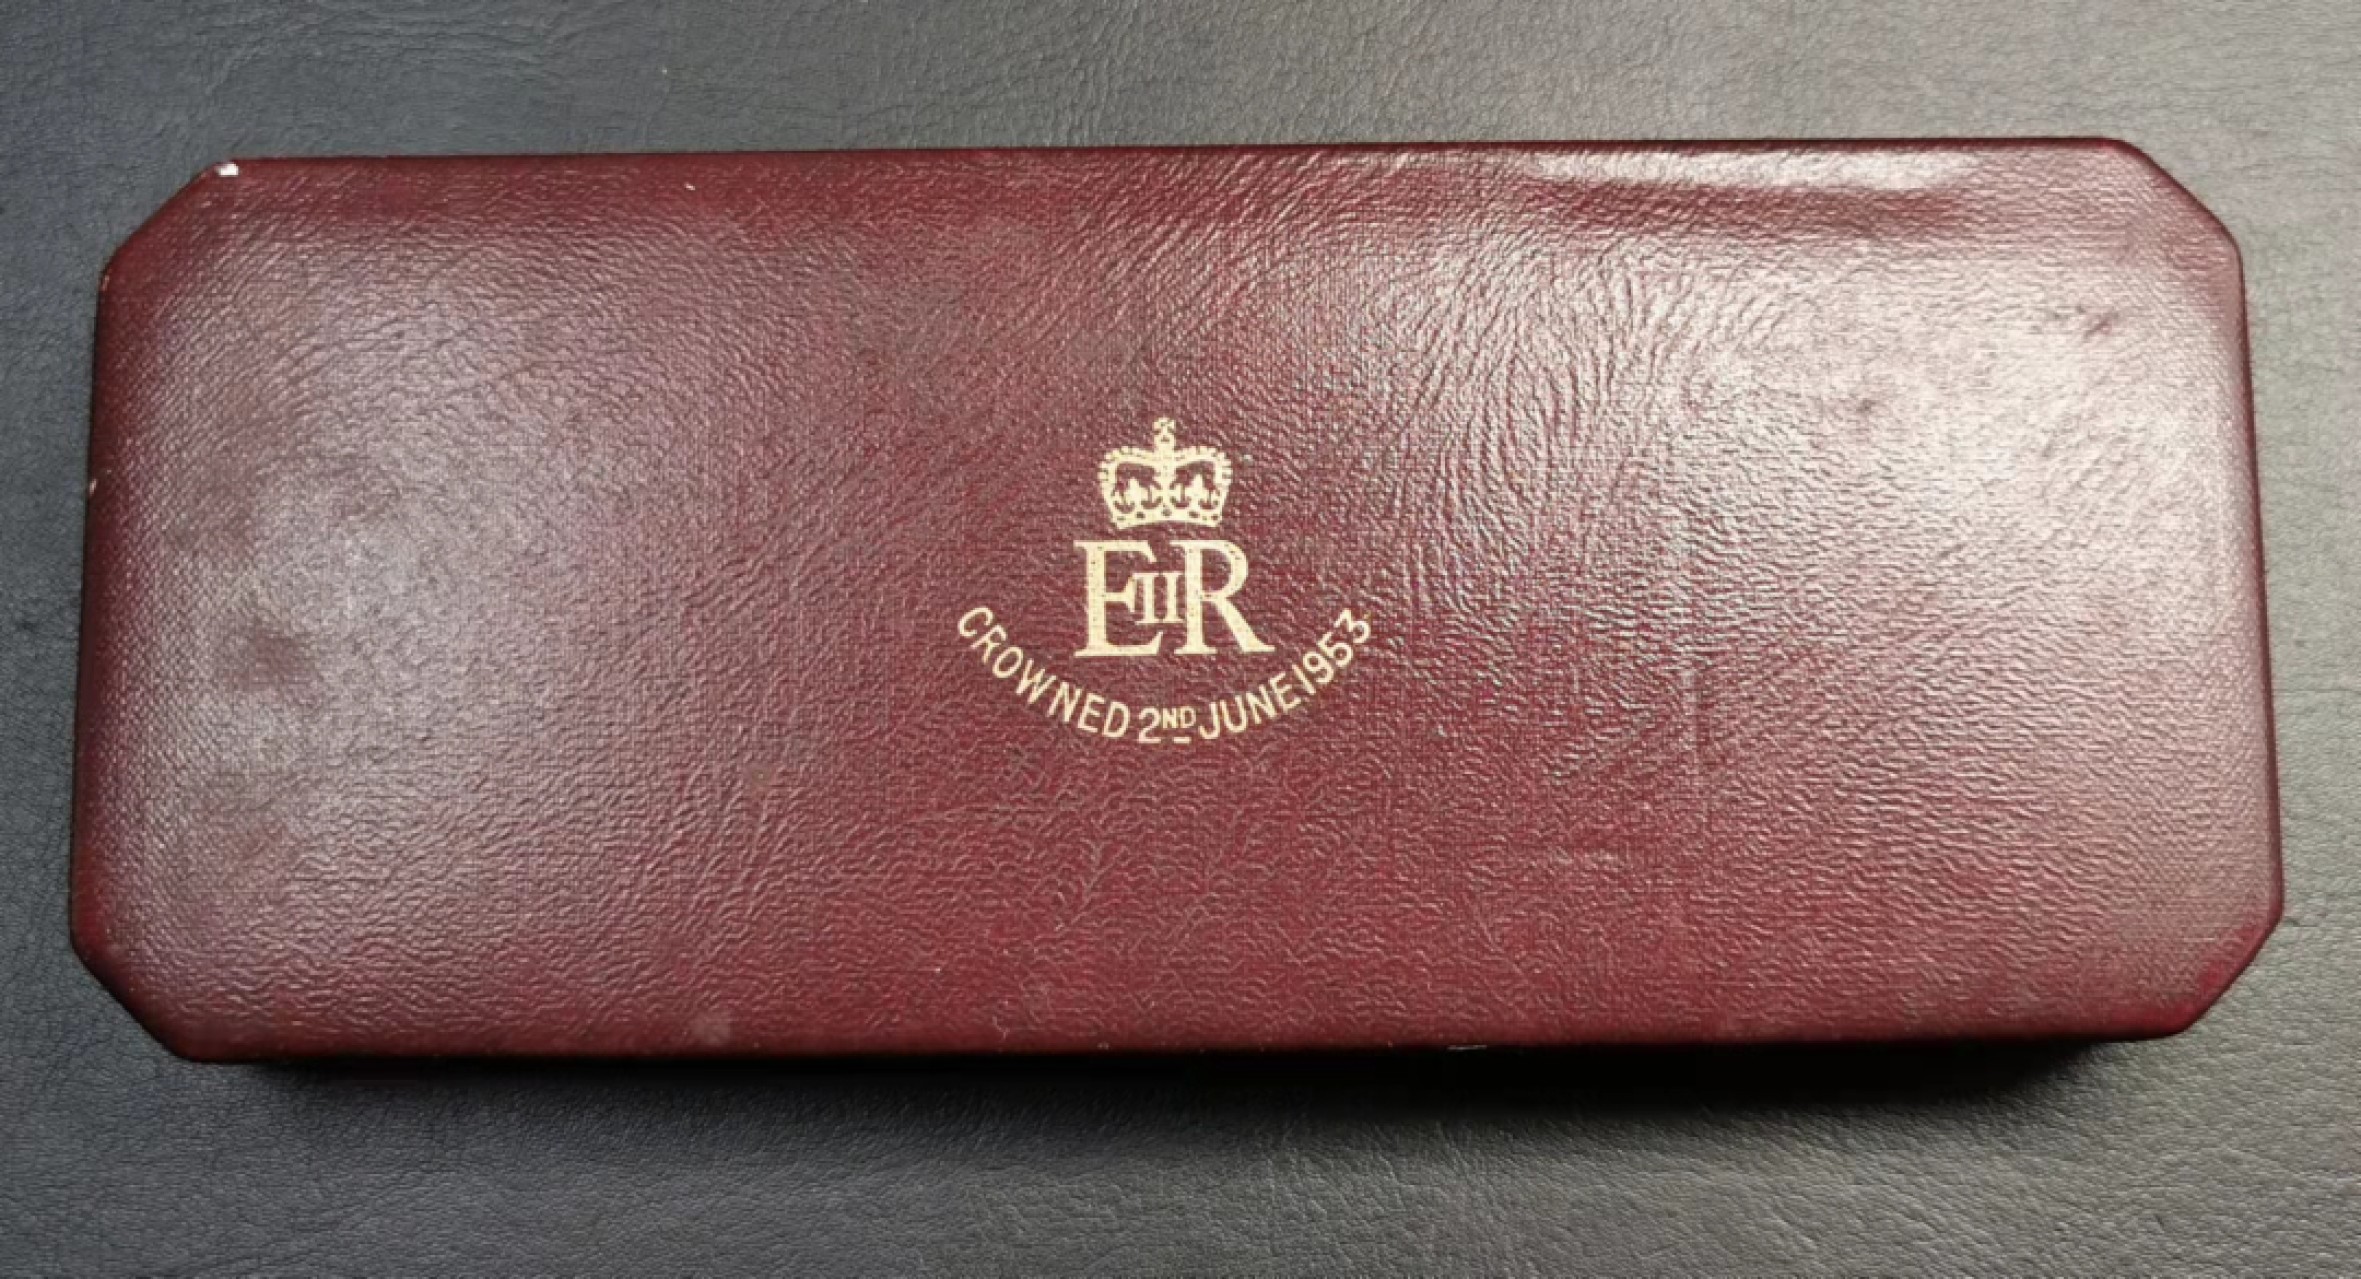 EIIR
CROWNED 2ND JUNE 1953